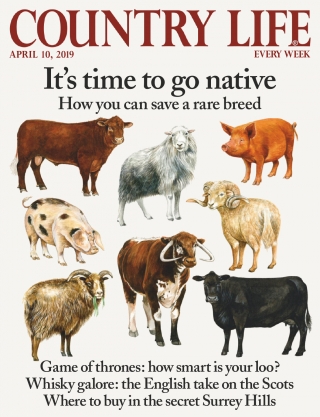 COUNTRY LIFE
APRIL 10, 2019 EVERY WEEK
It's time to go native
How you can save a rare breed
Game of thrones: how smart is your loo?
Whisky galore: the English take on the Scots
Where to buy in the secret Surrey Hills